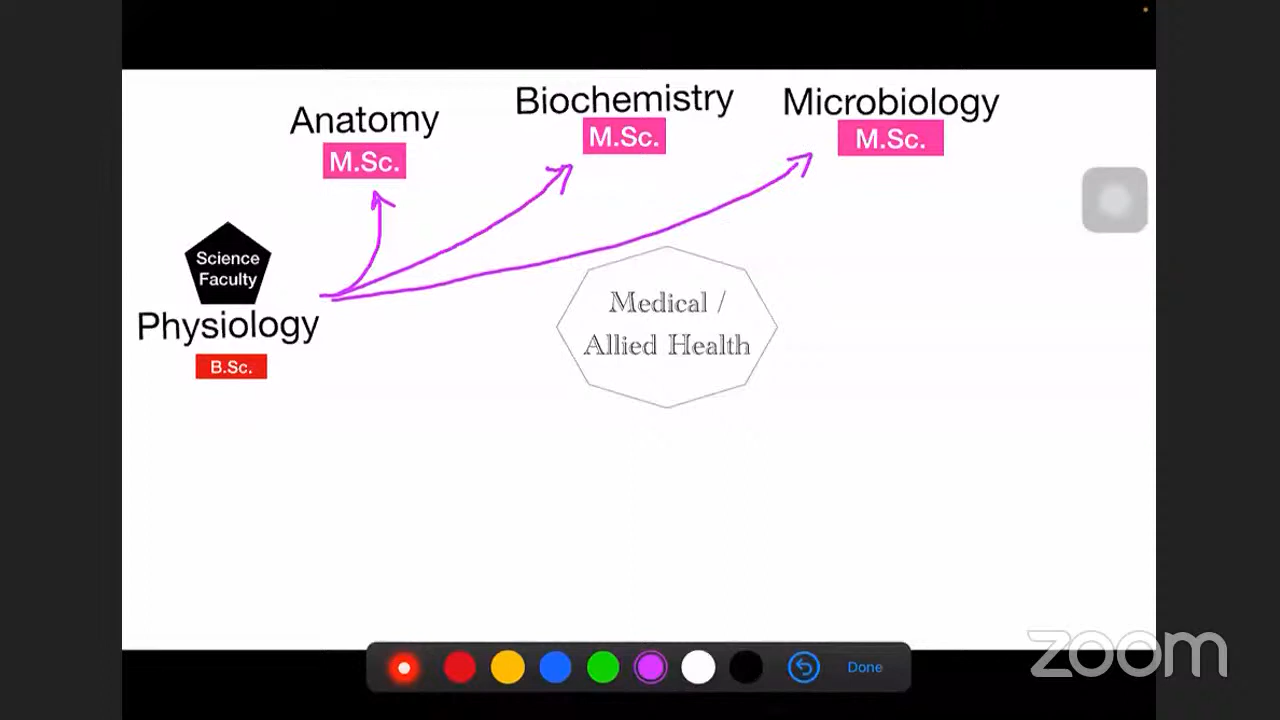 Anatomy
M.Sc.
Biochemistry
M.Sc.
Microbiology
M.Sc.
Science
Faculty
Physiology
B.Sc.
Medical /
Allied Health
Done
zoom